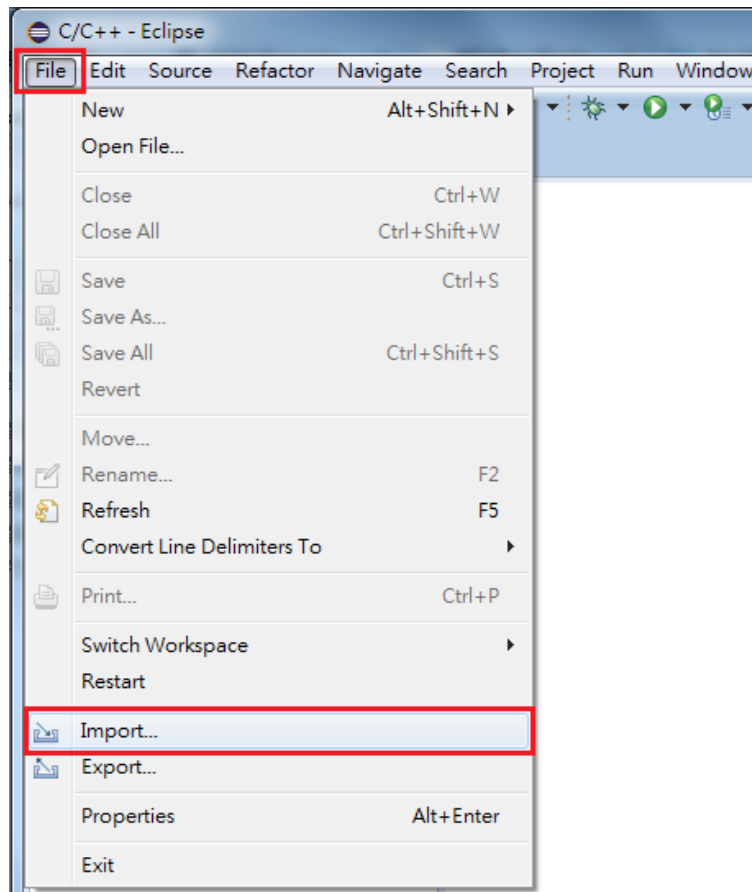 C/C++ - Eclipse
File Edit Source Refactor Navigate Search Project Run Window
New Alt+Shift+N
Open File...
Close Ctrl+W
Close All Ctrl+Shift+W
Save Ctrl+S
Save As...
Save All Ctrl+Shift+S
Revert
Move...
Rename... F2
Refresh F5
Convert Line Delimiters To
Print... Ctrl+P
Switch Workspace
Restart
Import...
Export...
Properties Alt+Enter
Exit